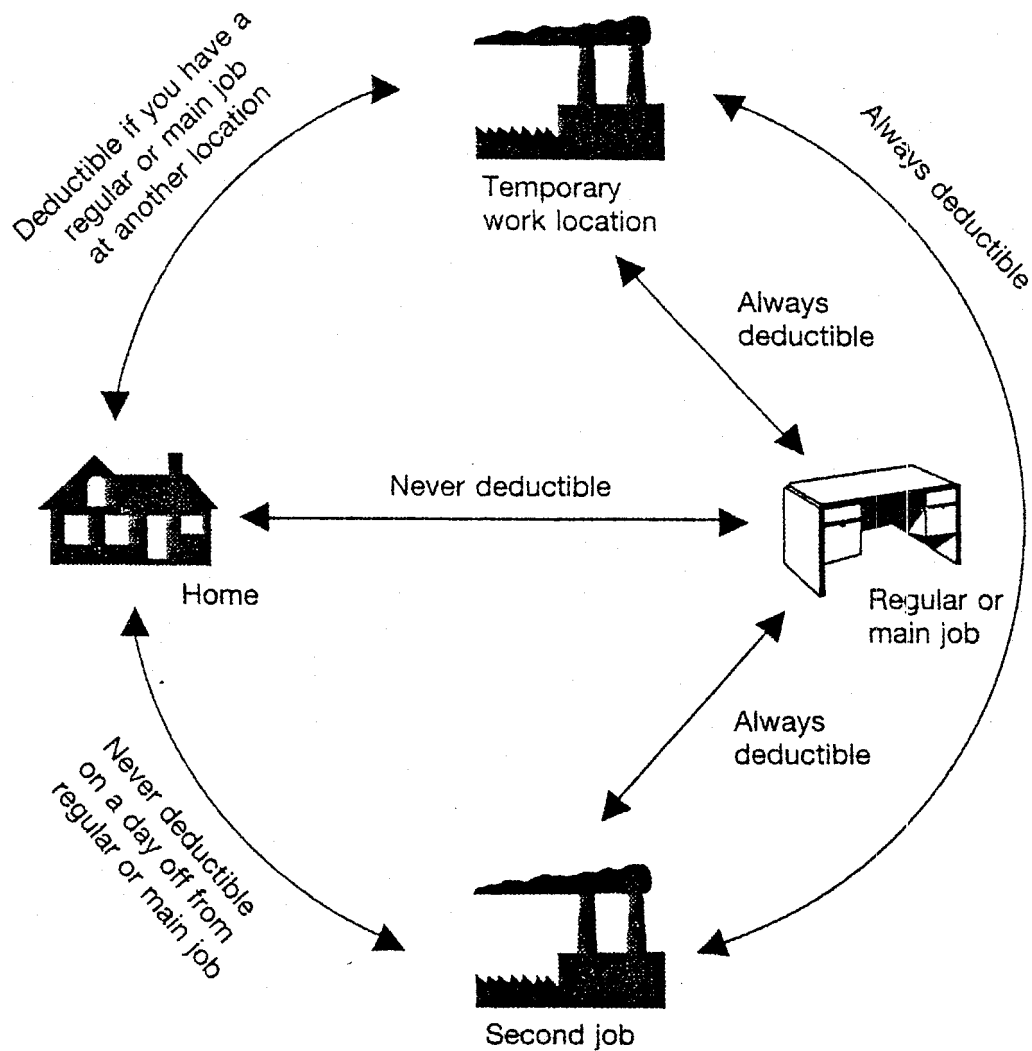 Deductible if you have a
regular or main job
at another location
Temporary
work location
Always deductible
Always
deductible
Never deductible
Home
Regular or
main job
Always
deductible
Never deductible
on a day off from
regular or main job
Second job